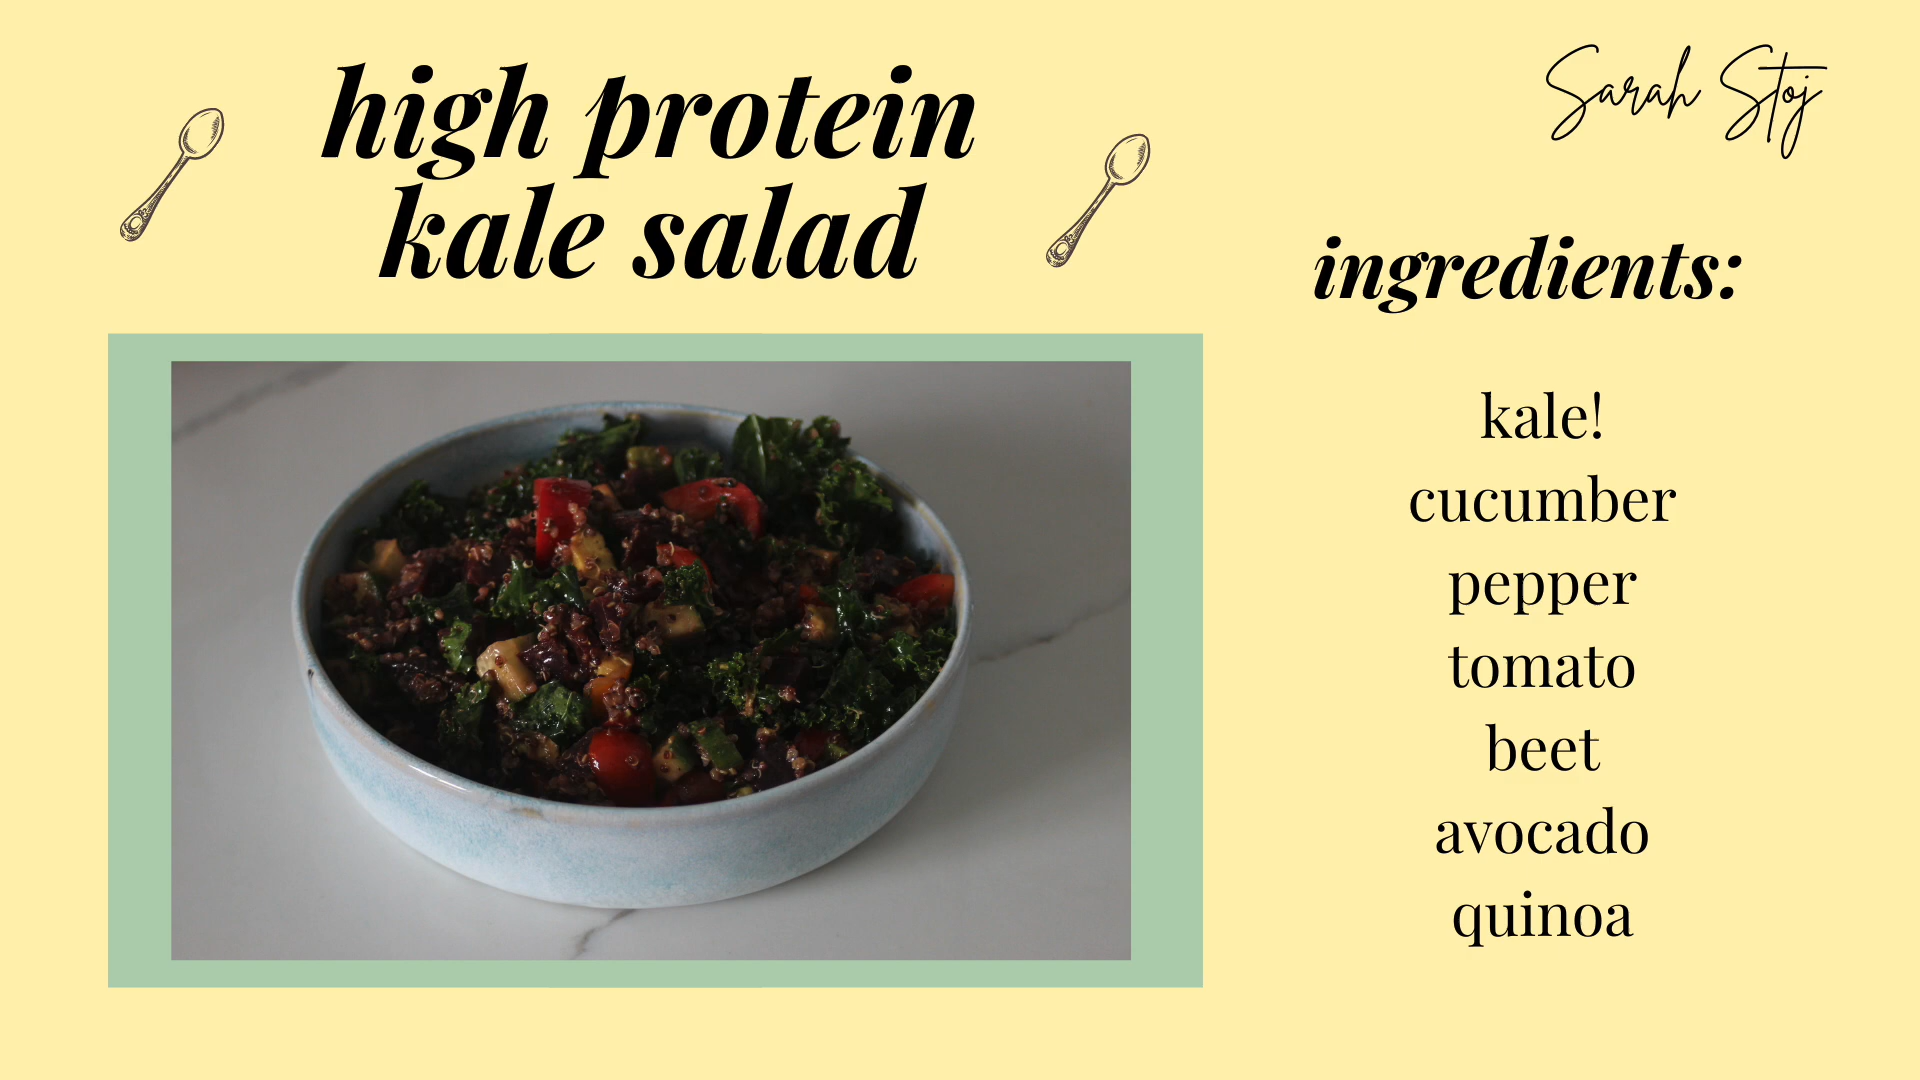 high protein
kale salad
Sarah Stoj
ingredients:
kale!
cucumber
pepper
tomato
beet
avocado
quinoa